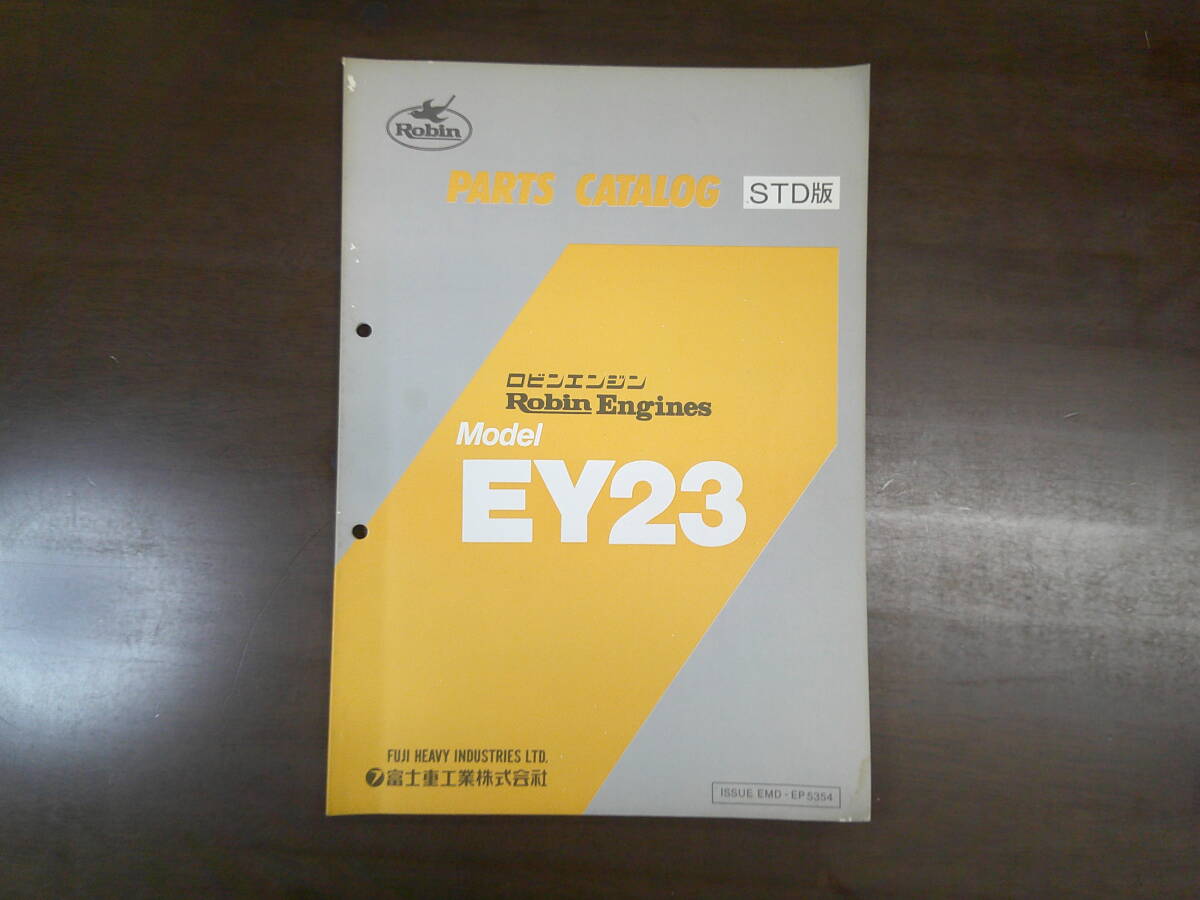 Robin
PARTS CATALOG STD版
ロビンエンジン
Robin Engines
Model
EY23
FUJI HEAVY INDUSTRIES LTD.
フ富士重工業株式会社
ISSUE EMD-EP5354